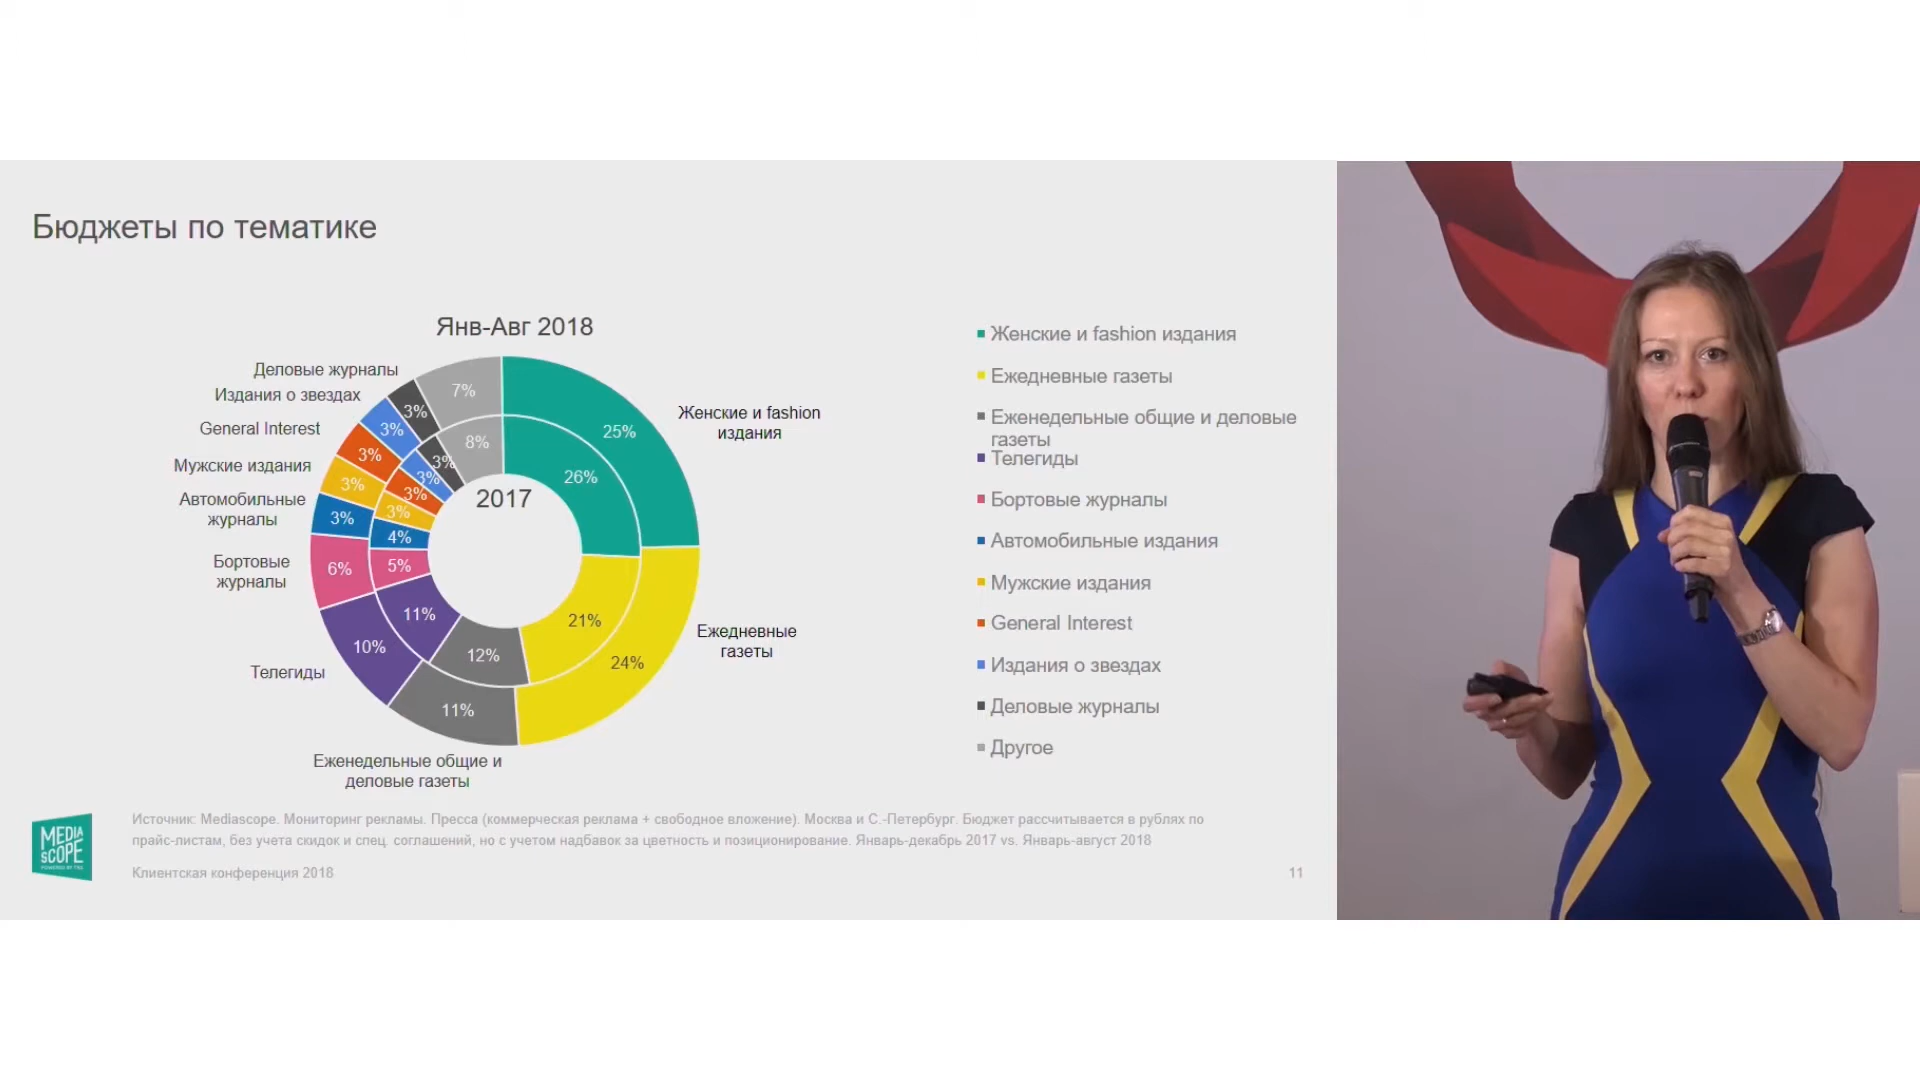 Бюджеты по тематике
Янв-Авг 2018
2017
Деловые журналы
Издания о звездах
General Interest
Мужские издания
Автомобильные
журналы
Бортовые
журналы
Телегиды
Еженедельные общие и
деловые газеты
Женские и fashion
издания
Ежедневные
газеты
25%
24%
11%
10%
6%
3%
3%
3%
3%
3%
7%
26%
21%
12%
11%
5%
4%
3%
3%
3%
3%
8%
Женские и fashion издания
Ежедневные газеты
Еженедельные общие и деловые
газеты
Телегиды
Бортовые журналы
Автомобильные издания
Мужские издания
General Interest
Издания о звездах
Деловые журналы
Другое
MEDIA
SCOPE
Источник: Mediascope. Мониторинг рекламы. Пресса (коммерческая реклама + свободное вложение). Москва и С.-Петербург. Бюджет рассчитывается в рублях по
прайс-листам, без учета скидок и спец. соглашений, но с учетом надбавок за цветность и позиционирование. Январь-декабрь 2017 vs. Январь-август 2018
Клиентская конференция 2018
11